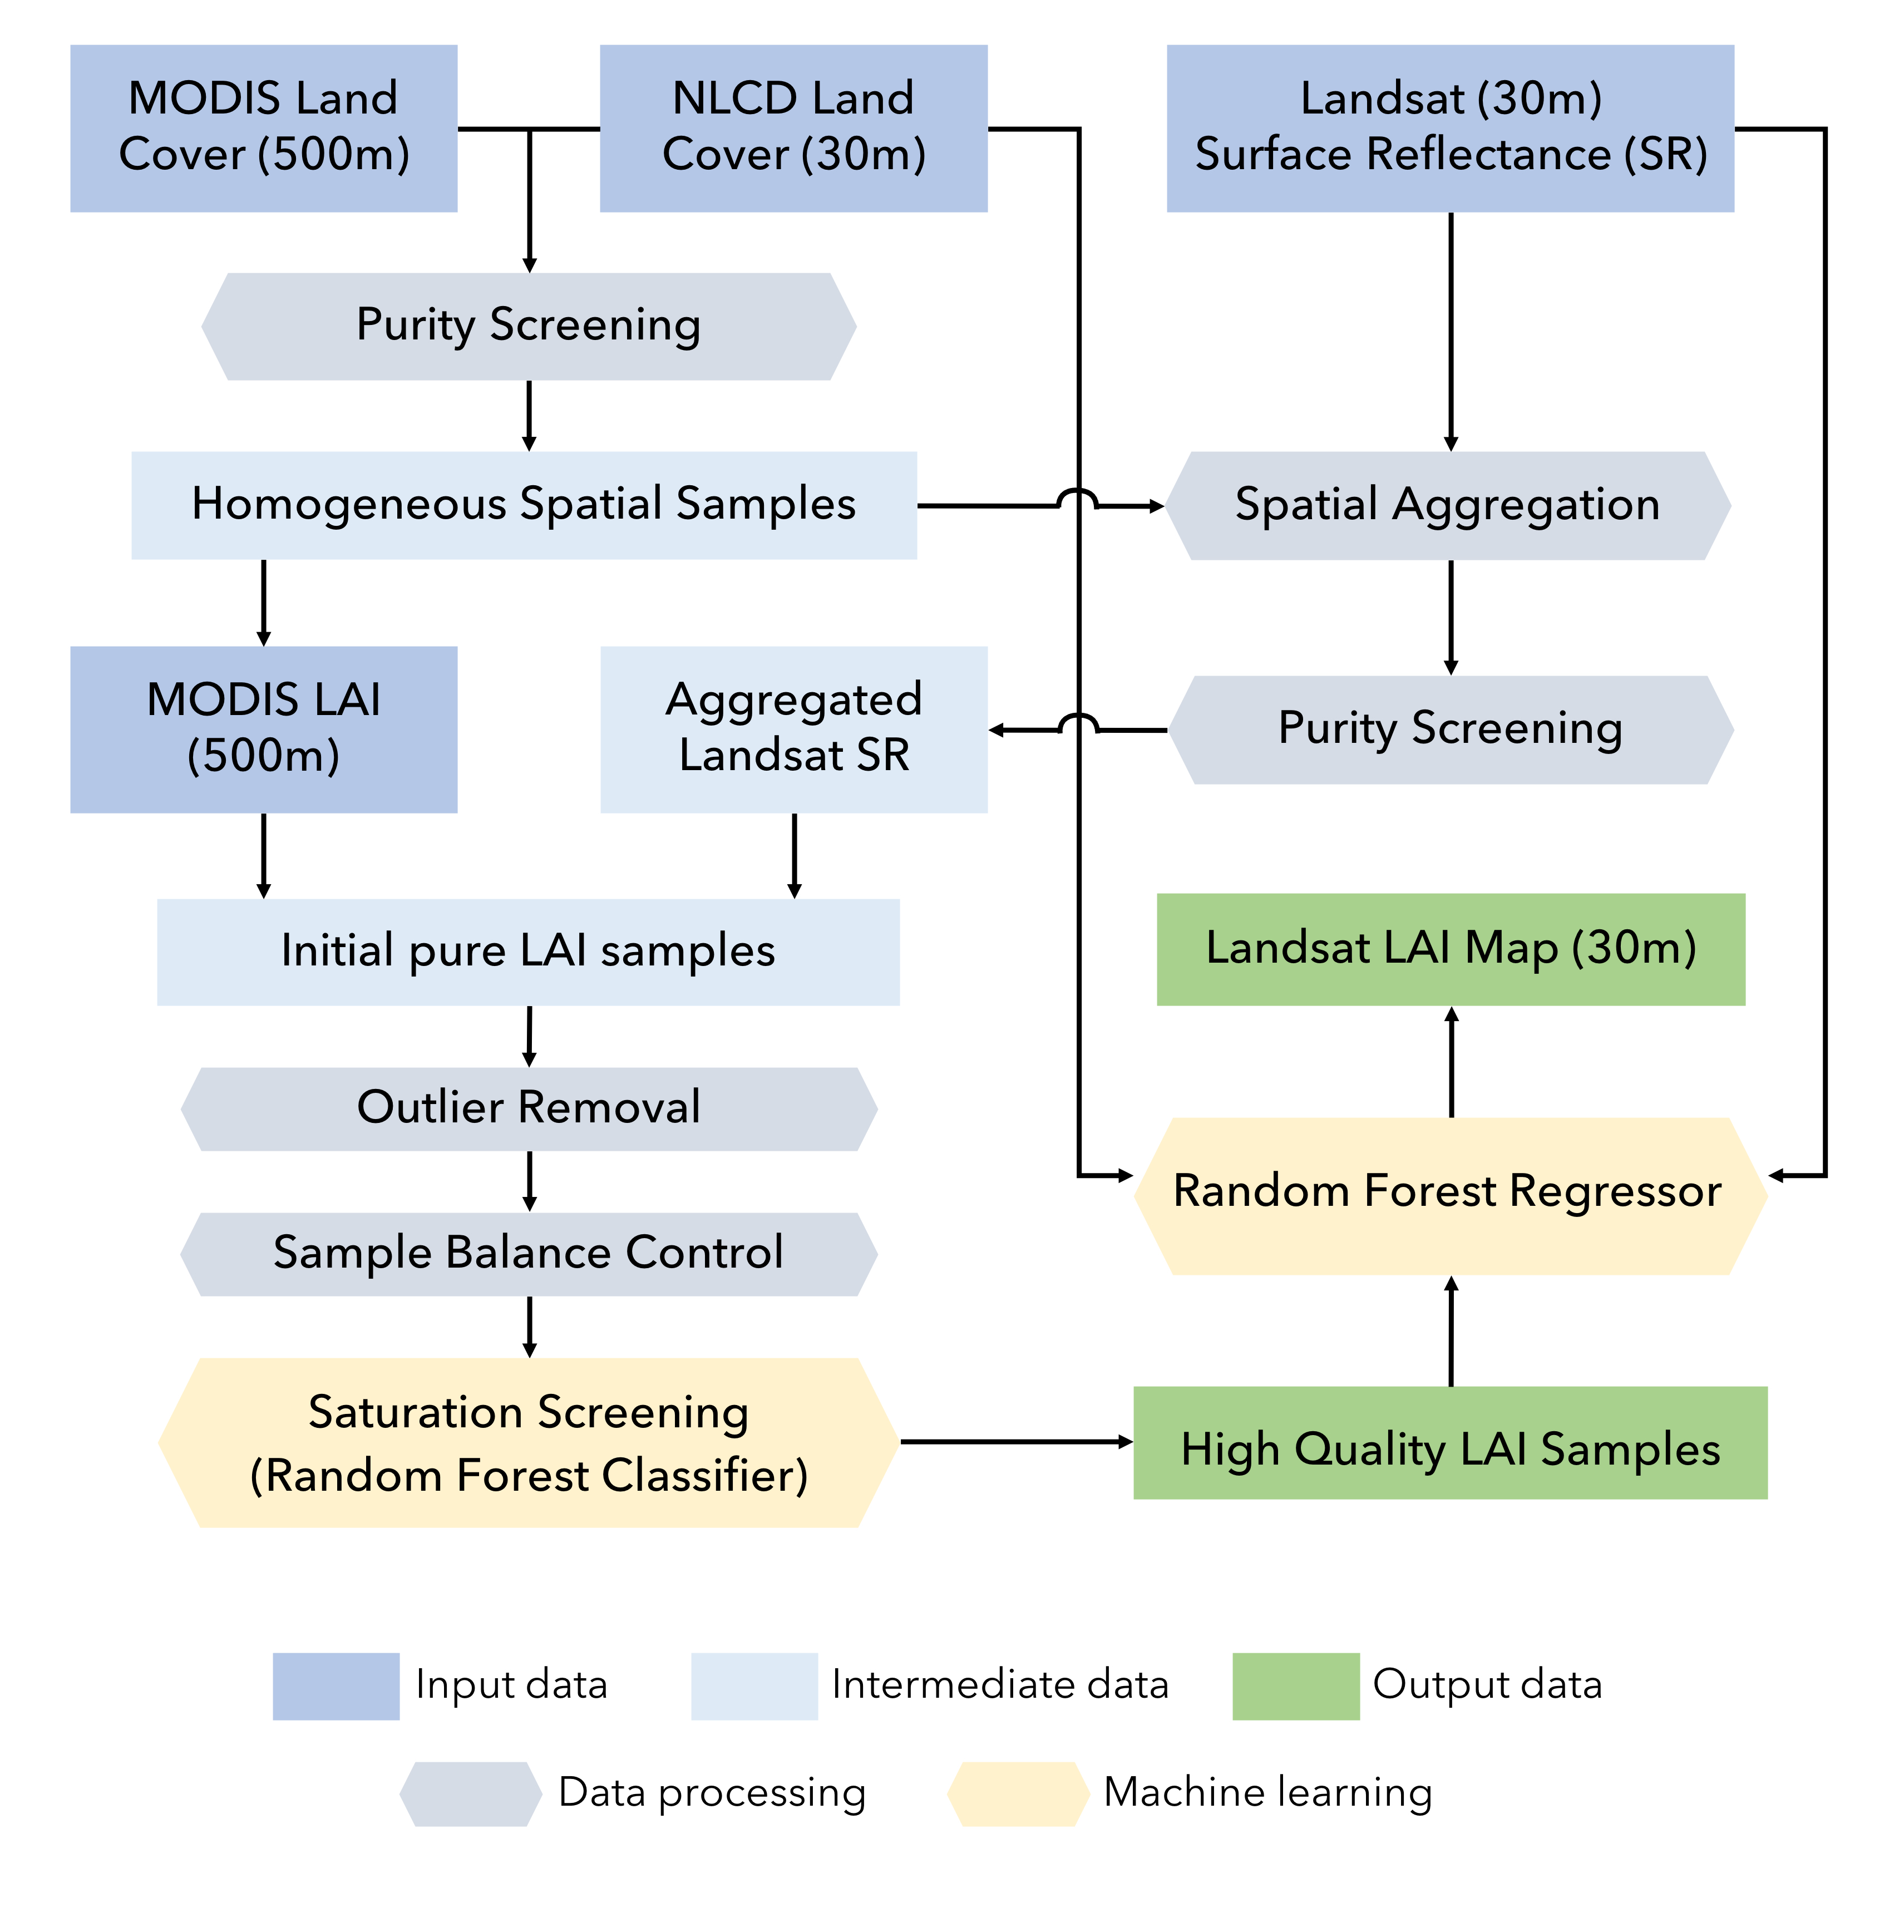 MODIS Land
Cover (500m)
NLCD Land
Cover (30m)
Landsat (30m)
Surface Reflectance (SR)
Purity Screening
Homogeneous Spatial Samples
Spatial Aggregation
MODIS LAI
(500m)
Aggregated
Landsat SR
Purity Screening
Initial pure LAI samples
Landsat LAI Map (30m)
Outlier Removal
Random Forest Regressor
Sample Balance Control
Saturation Screening
(Random Forest Classifier)
High Quality LAI Samples
Input data
Intermediate data
Output data
Data processing
Machine learning